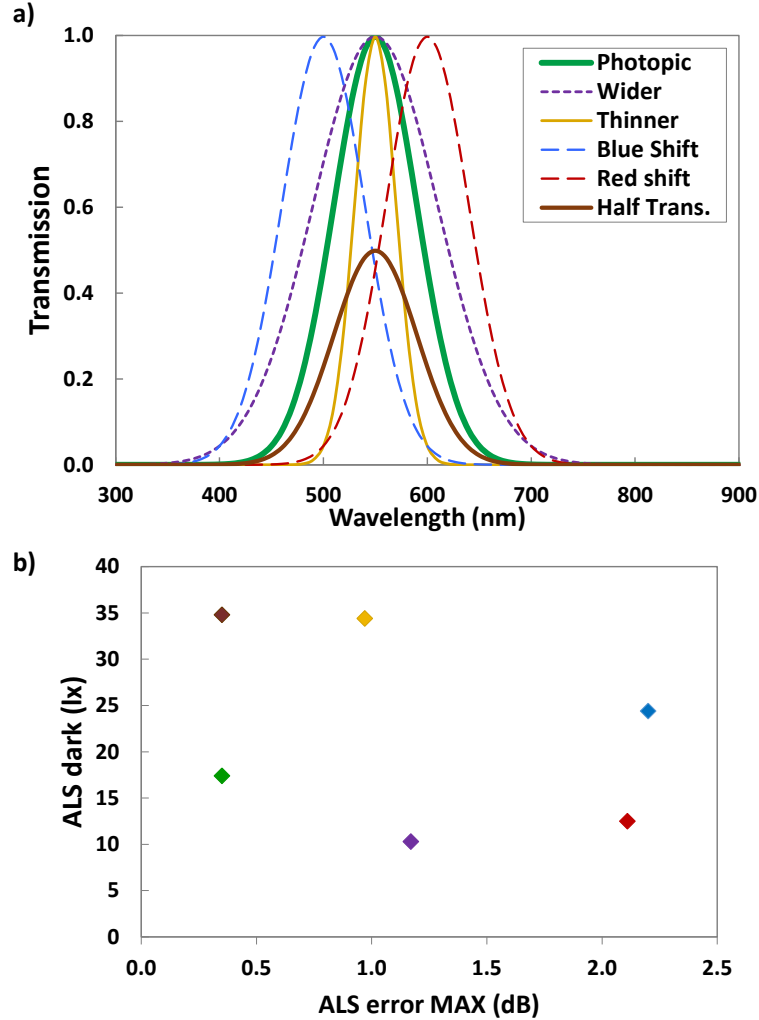 a)
1.0
0.8
0.6
0.4
0.2
0.0
Transmission
Photopic
Wider
Thinner
Blue Shift
Red shift
Half Trans.
300 400 500 600 700 800 900
Wavelength (nm)
b)
40
35
30
25
20
15
10
5
0
ALS dark (lx)
0.0 0.5 1.0 1.5 2.0 2.5
ALS error MAX (dB)